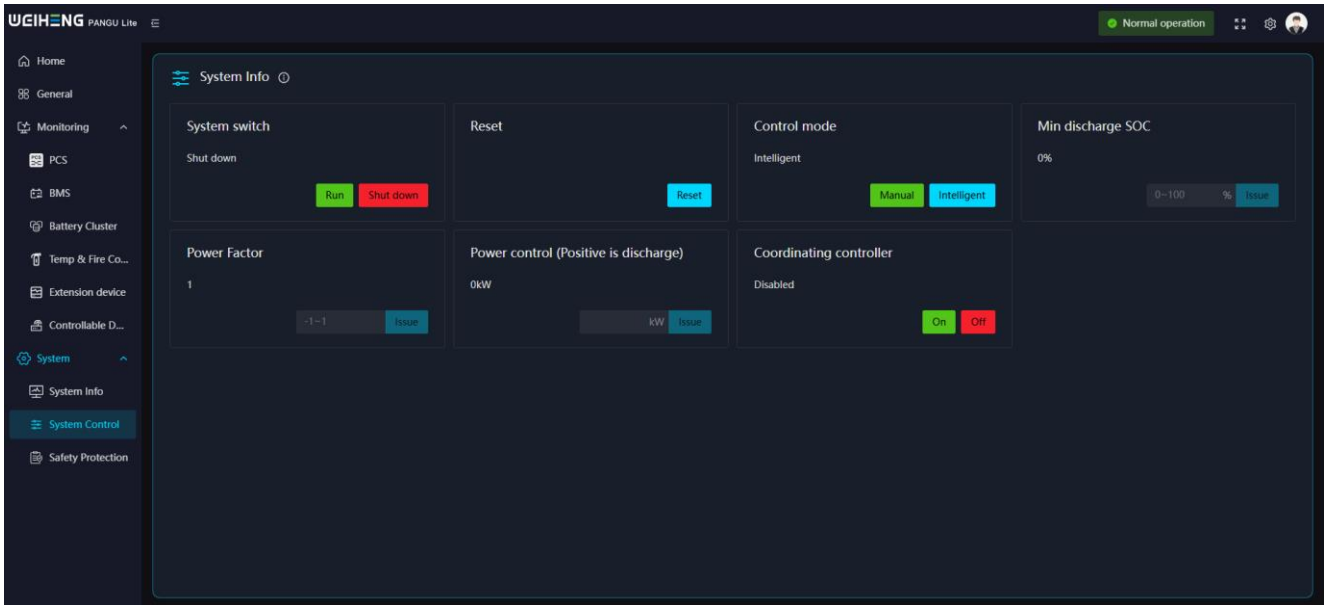 WEIHENG PANGU Lite
Normal operation
Home
General
Monitoring
PCS
BMS
Battery Cluster
Temp & Fire Co...
Extension device
Controllable D...
System
System Info
System Control
Safety Protection
System Info
System switch
Shut down
Run Shut down
Reset
Reset
Control mode
Intelligent
Manual Intelligent
Min discharge SOC
0%
0~100 % Issue
Power Factor
1
-1~1 Issue
Power control (Positive is discharge)
0kW
kW Issue
Coordinating controller
Disabled
On Off